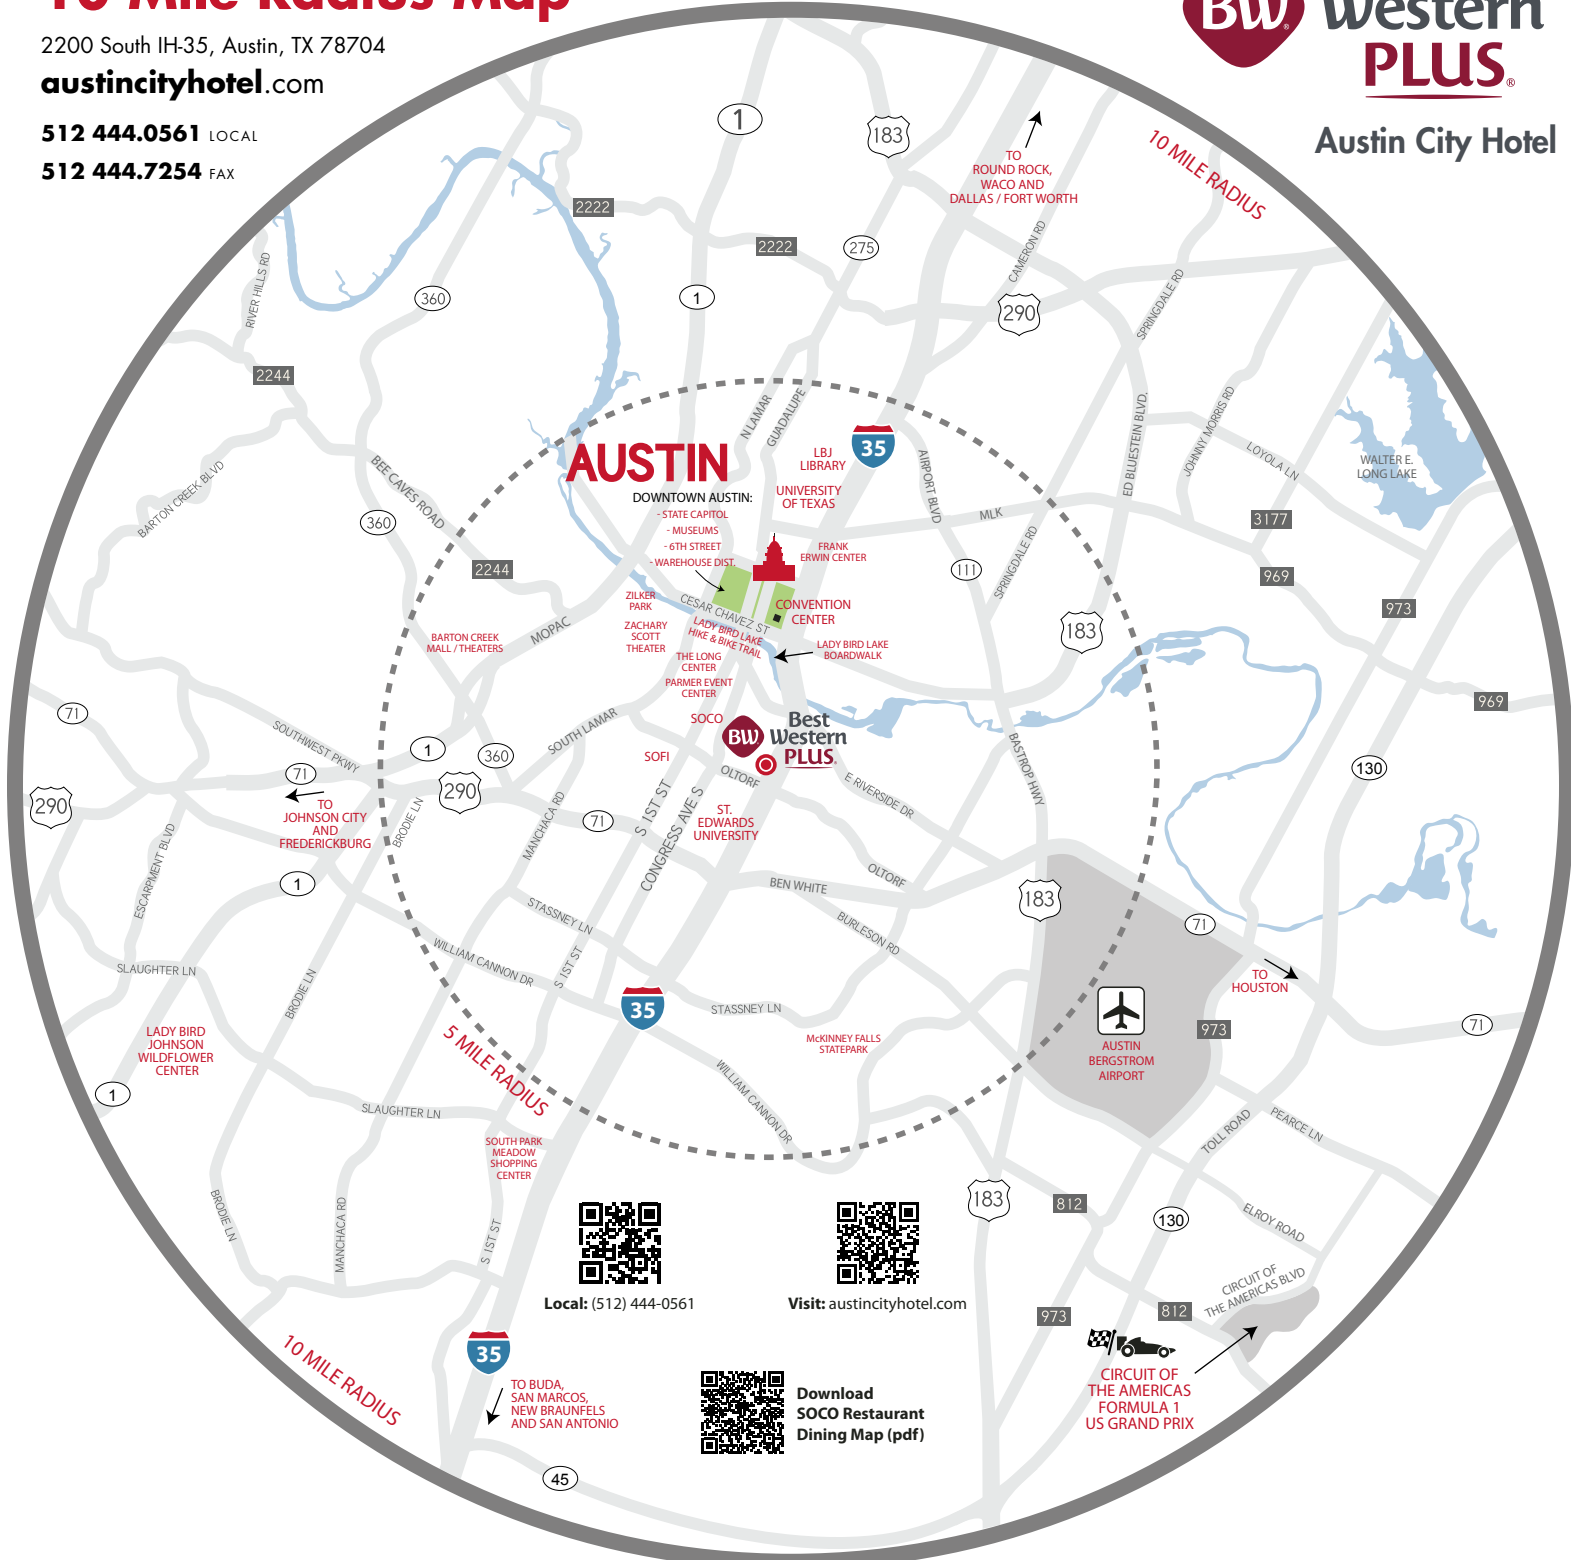 10 Mile Radius Map
2200 South IH-35, Austin, TX 78704
austincityhotel.com
512 444.0561 LOCAL
512 444.7254 FAX
BW®
Western
PLUS®
Austin City Hotel
1
183
TO
ROUND ROCK,
WACO AND
DALLAS / FORT WORTH
10 MILE RADIUS
2222
2222
275
CAMERON RD
RIVER HILLS RD
360
1
290
SPRINGDALE RD
2244
N LAMAR
GUADALUPE
AUSTIN
LBJ
LIBRARY
35
AIRPORT BLVD
ED BLUESTEIN BLVD.
JOHNNY MORRIS RD
LOYOLA LN
WALTER E.
LONG LAKE
BARTON CREEK BLVD
BEE CAVES ROAD
360
DOWNTOWN AUSTIN:
- STATE CAPITOL
- MUSEUMS
- 6TH STREET
- WAREHOUSE DIST.
UNIVERSITY
OF TEXAS
MLK
3177
FRANK
ERWIN CENTER
111
SPRINGDALE RD
2244
969
973
ZILKER
PARK
CESAR CHAVEZ ST
CONVENTION
CENTER
183
BARTON CREEK
MALL / THEATERS
MOPAC
ZACHARY
SCOTT
THEATER
LADY BIRD LAKE
HIKE & BIKE TRAIL
LADY BIRD LAKE
BOARDWALK
THE LONG
CENTER
PARMER EVENT
CENTER
969
71
SOUTHWEST PKWY
1
360
SOUTH LAMAR
SOCO
BW
Best
Western
PLUS.
SOFI
OLTORF
BASTROP HWY
130
71
290
290
TO
JOHNSON CITY
AND
FREDERICKBURG
BRODIE LN
MANCHACA RD
71
S 1ST ST
CONGRESS AVE S
ST.
EDWARDS
UNIVERSITY
E RIVERSIDE DR
ESCARPMENT BLVD
1
BEN WHITE
OLTORF
183
STASSNEY LN
BURLESON RD
71
WILLIAM CANNON DR
S 1ST ST
SLAUGHTER LN
BRODIE LN
35
STASSNEY LN
TO
HOUSTON
LADY BIRD
JOHNSON
WILDFLOWER
CENTER
5 MILE RADIUS
McKINNEY FALLS
STATEPARK
AUSTIN
BERGSTROM
AIRPORT
973
71
1
SLAUGHTER LN
WILLIAM CANNON DR
TOLL ROAD
PEARCE LN
SOUTH PARK
MEADOW
SHOPPING
CENTER
BRODIE LN
MANCHACA RD
S 1ST ST
183
812
130
ELROY ROAD
CIRCUIT OF
THE AMERICAS BLVD
Local: (512) 444-0561
Visit: austincityhotel.com
973
812
35
10 MILE RADIUS
TO BUDA,
SAN MARCOS,
NEW BRAUNFELS
AND SAN ANTONIO
Download
SOCO Restaurant
Dining Map (pdf)
CIRCUIT OF
THE AMERICAS
FORMULA 1
US GRAND PRIX
45